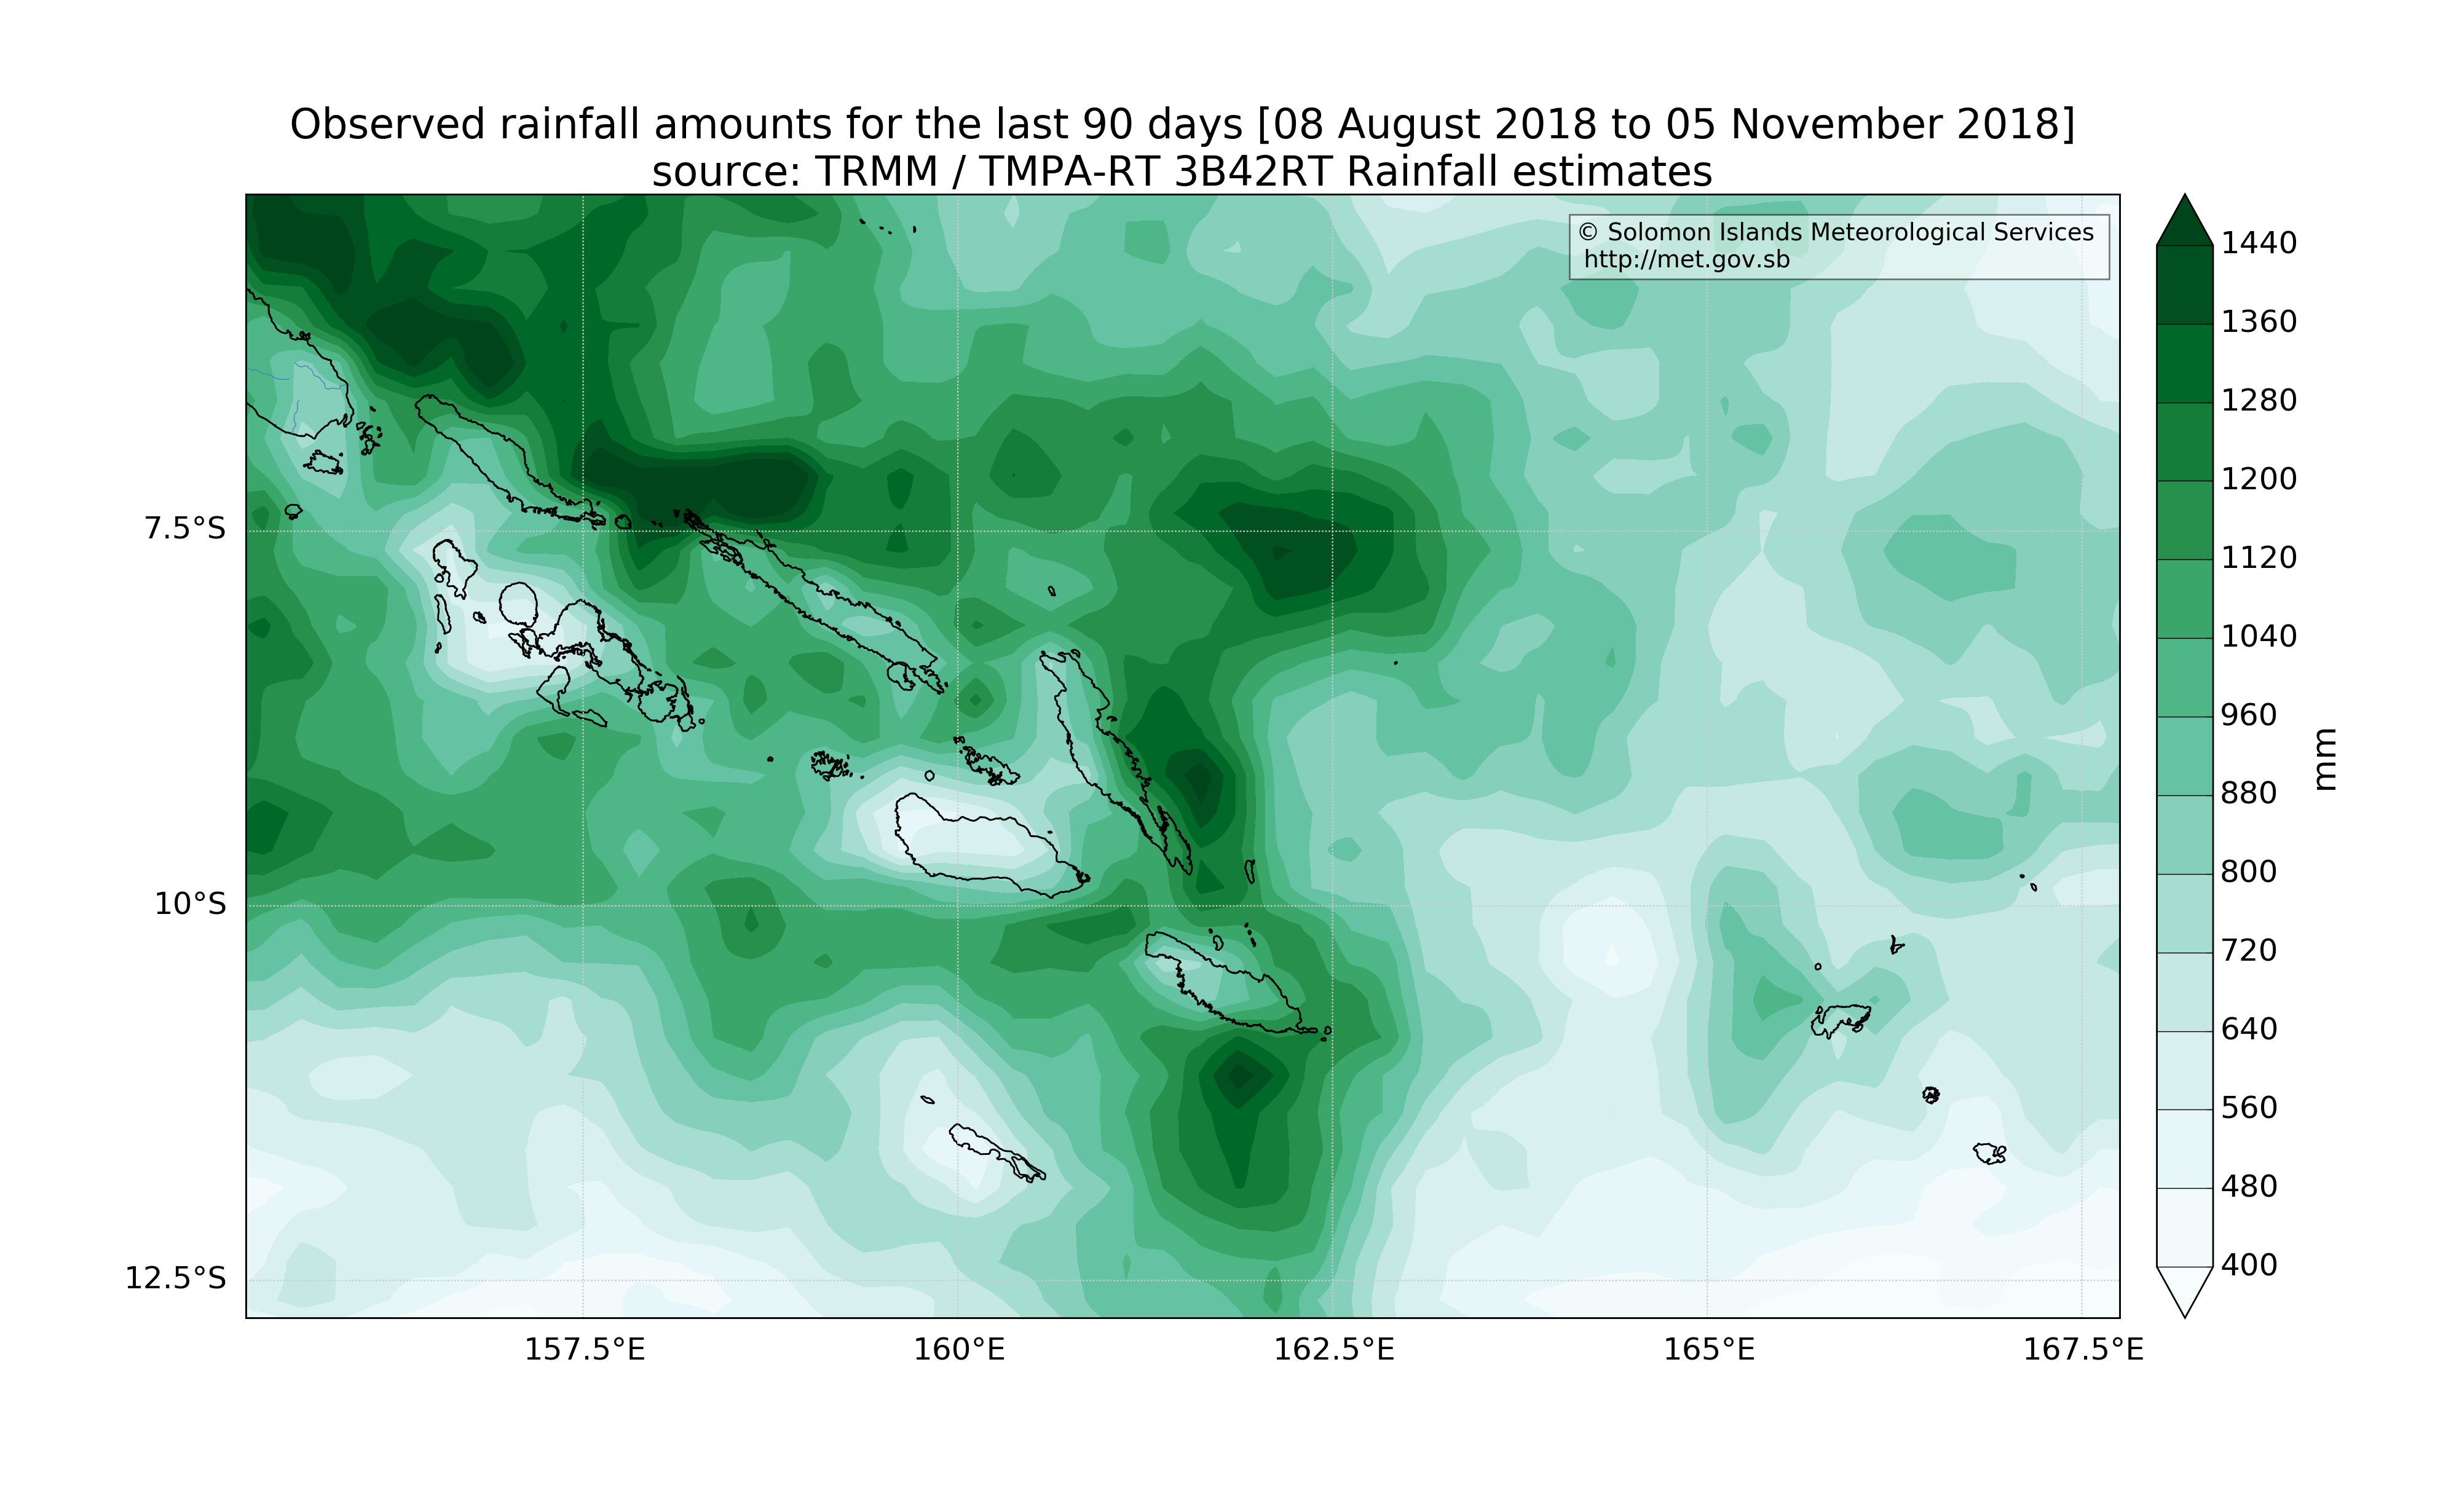 Observed rainfall amounts for the last 90 days [08 August 2018 to 05 November 2018]
source: TRMM / TMPA-RT 3B42RT Rainfall estimates
© Solomon Islands Meteorological Services
http://met.gov.sb
7.5°S
10°S
12.5°S
157.5°E
160°E
162.5°E
165°E
167.5°E
1440
1360
1280
1200
1120
1040
960
880
800
720
640
560
480
400
mm